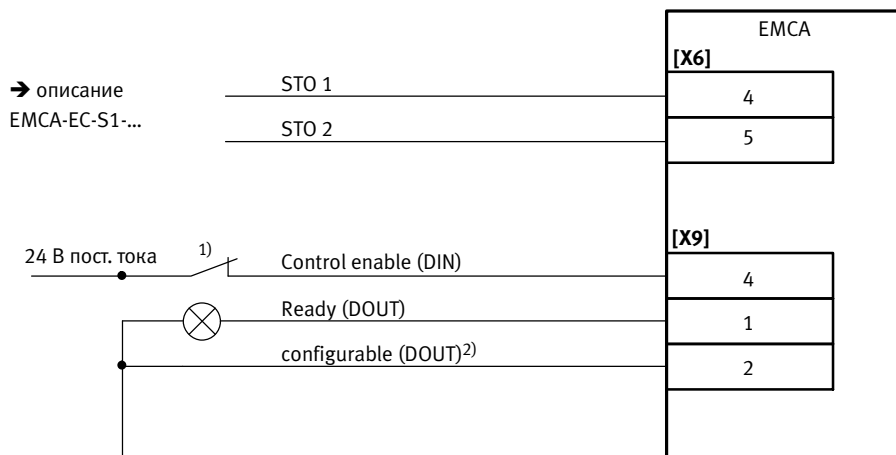 EMCA
[X6]
➔ описание
EMCA-EC-S1-...
STO 1
4
STO 2
5
[X9]
24 В пост. тока
1)
Control enable (DIN)
4
Ready (DOUT)
1
configurable (DOUT)2)
2